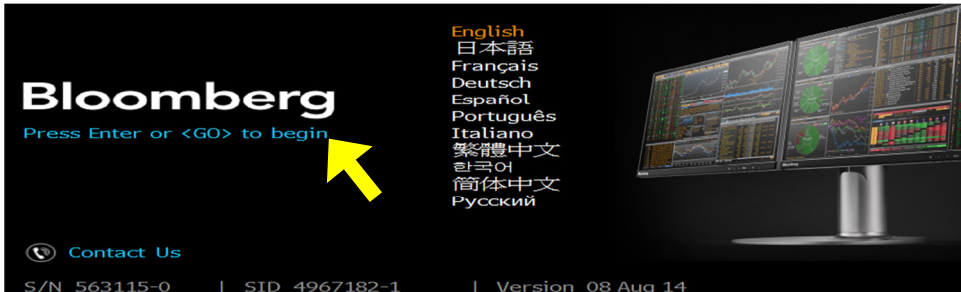 Bloomberg
Press Enter or <GO> to begin
English
日本語
Français
Deutsch
Español
Português
Italiano
繁體中文
한국어
简体中文
Русский
Contact Us
S/N 563115-0 | SID 4967182-1 | Version 08 Aug 14